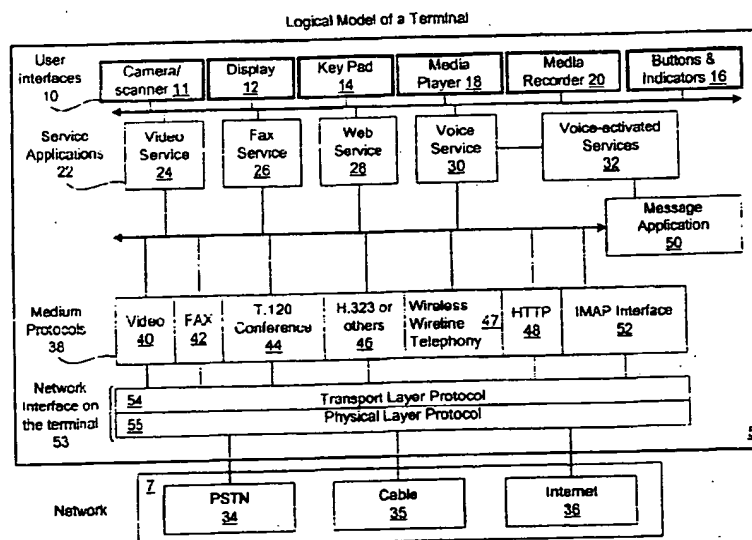 Logical Model of a Terminal
User
interfaces
10
Camera/
scanner 11
Display
12
Key Pad
14
Media
Player 18
Media
Recorder 20
Buttons &
Indicators 16
Service
Applications
22
Video
Service
24
Fax
Service
26
Web
Service
28
Voice
Service
30
Voice-activated
Services
32
Message
Application
50
Medium
Protocols
38
Video
40
FAX
42
T.120
Conference
44
H.323 or
others
46
Wireless
Wireline 47
Telephony
HTTP
48
IMAP Interface
52
Network
Interface on
the terminal
53
54 Transport Layer Protocol
55 Physical Layer Protocol
Network
7
PSTN
34
Cable
35
Internet
36